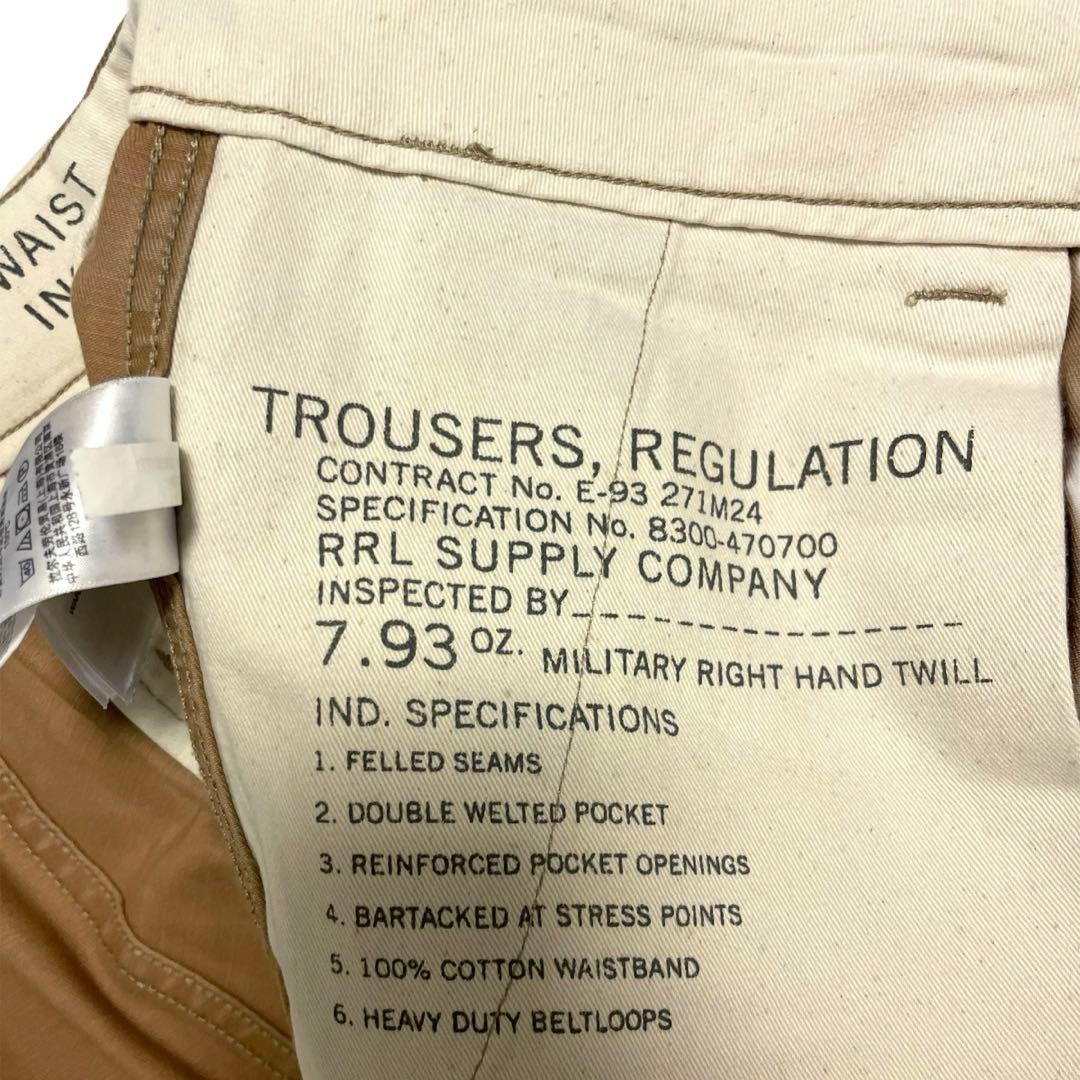 WAIST
TROUSERS, REGULATION
CONTRACT No. E-93 271M24
SPECIFICATION No. 8300-470700
RRL SUPPLY COMPANY
INSPECTED BY_ _ _ _ _ _ _ _ _ _ _ _ _ _ _ _ _
7.93 OZ. MILITARY RIGHT HAND TWILL
IND. SPECIFICATIONS
1. FELLED SEAMS
2. DOUBLE WELTED POCKET
3. REINFORCED POCKET OPENINGS
4. BARTACKED AT STRESS POINTS
5. 100% COTTON WAISTBAND
6. HEAVY DUTY BELTLOOPS